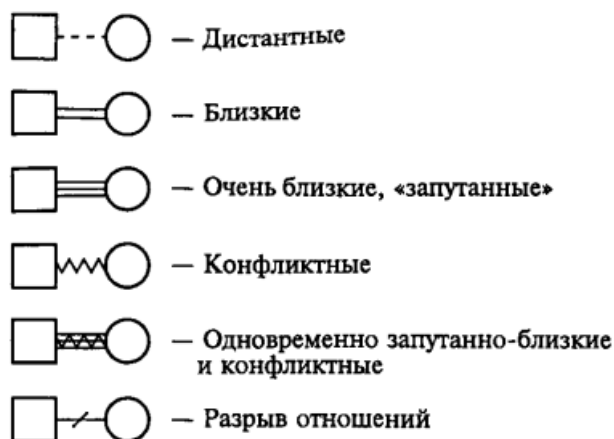 — Дистантные
— Близкие
— Очень близкие, «запутанные»
— Конфликтные
— Одновременно запутанно-близкие
и конфликтные
— Разрыв отношений